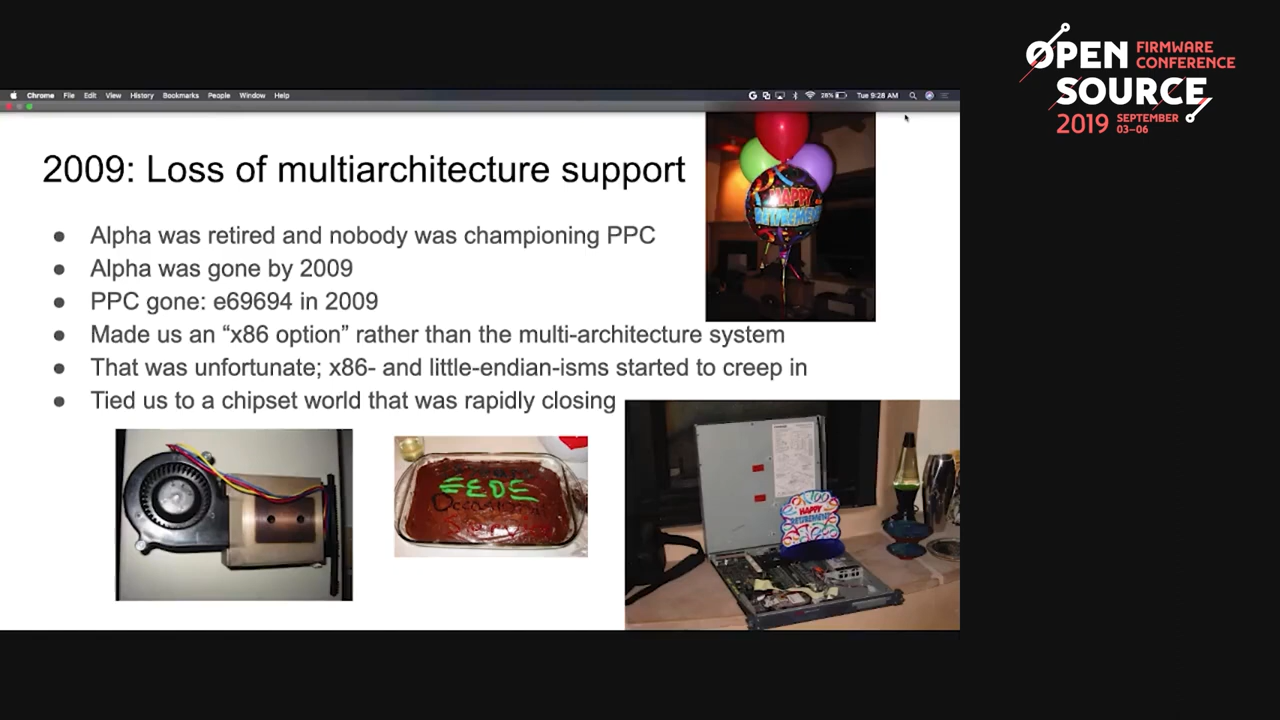 OPEN FIRMWARE
CONFERENCE
SOURCE
2019 SEPTEMBER
03–06
Chrome File Edit View History Bookmarks People Window Help
28% Tue 9:28 AM
2009: Loss of multiarchitecture support
HAPPY
RETIREMENT
● Alpha was retired and nobody was championing PPC
● Alpha was gone by 2009
● PPC gone: e69694 in 2009
● Made us an “x86 option” rather than the multi-architecture system
● That was unfortunate; x86- and little-endian-isms started to creep in
● Tied us to a chipset world that was rapidly closing
HAPPY
RETIREMENT